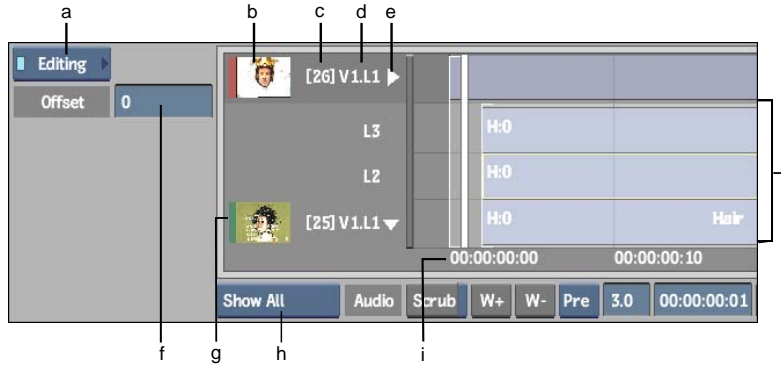 a b c d e
Editing
Offset 0
[26] V1.L1
L3 H:0
L2 H:0
[25] V1.L1 H:0 Hair
00:00:00:00 00:00:00:10
Show All Audio Scrub W+ W- Pre 3.0 00:00:00:01
f g h i